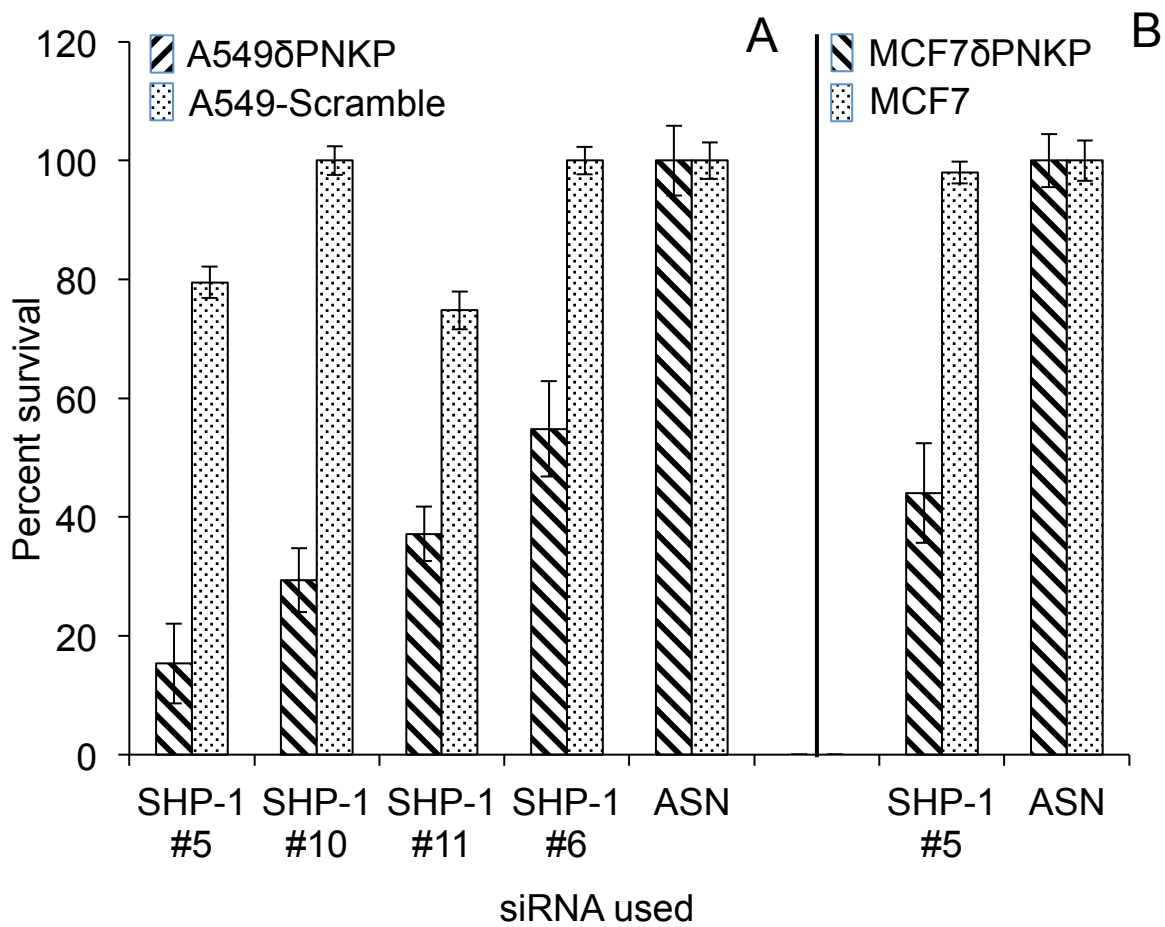 A
B
A549δPNKP
A549-Scramble
MCF7δPNKP
MCF7
Percent survival
120
100
80
60
40
20
0
SHP-1 SHP-1 SHP-1 SHP-1 ASN SHP-1 ASN
#5 #10 #11 #6 #5
siRNA used